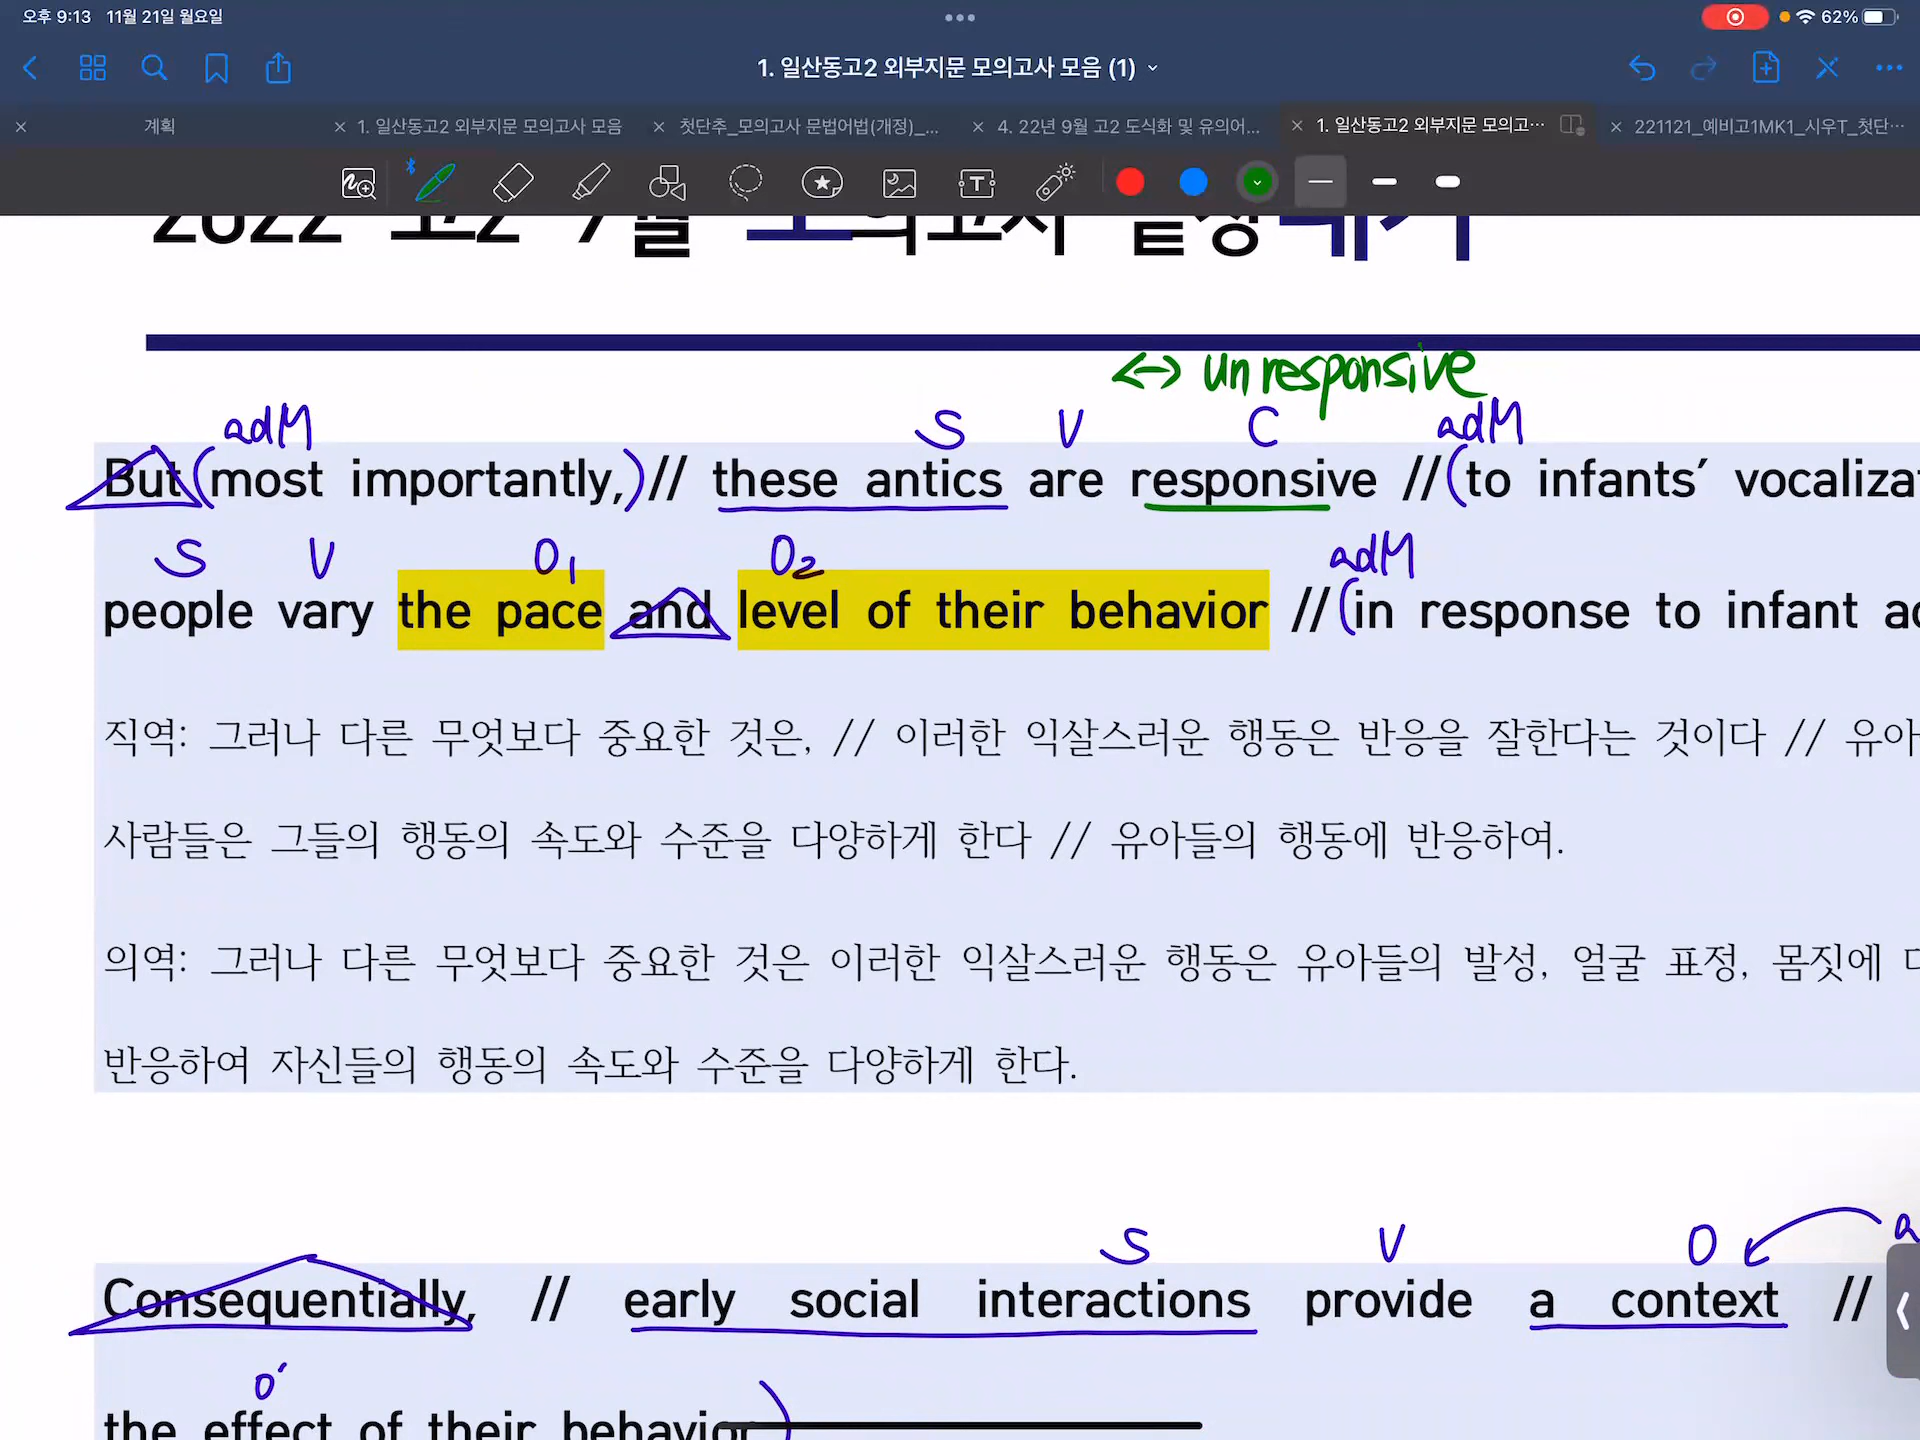 오후 9:13 11월 21일 월요일
62%
1. 일산동고2 외부지문 모의고사 모음 (1)
계획
1. 일산동고2 외부지문 모의고사 모음
첫단추_모의고사 문법어법(개정)_...
4. 22년 9월 고2 도식화 및 유의어...
1. 일산동고2 외부지문 모의고...
221121_예비고1MK1_시우T_첫단...
2022 고2 7월 모의고사 끝장내기
↔ unresponsive
adM S V C adM
But (most importantly,) // these antics are responsive // (to infants′
S V O1 O2 adM
people vary the pace and level of their behavior // (in response to infant
직역: 그러나 다른 무엇보다 중요한 것은, // 이러한 익살스러운 행동은 반응을 잘한다는 것이다 //
사람들은 그들의 행동의 속도와 수준을 다양하게 한다 // 유아들의 행동에 반응하여.
의역: 그러나 다른 무엇보다 중요한 것은 이러한 익살스러운 행동은 유아들의 발성, 얼굴 표정, 몸짓에
반응하여 자신들의 행동의 속도와 수준을 다양하게 한다.
S V O
Consequentially, // early social interactions provide a context //
o′
the effect of their behavior)